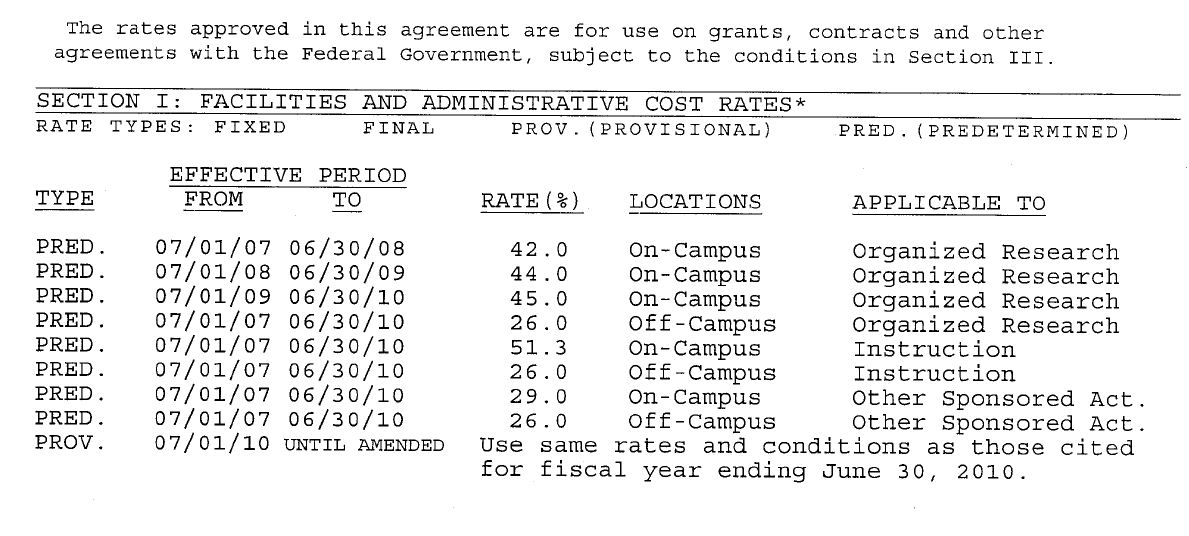 The rates approved in this agreement are for use on grants, contracts and other
agreements with the Federal Government, subject to the conditions in Section III.
SECTION I: FACILITIES AND ADMINISTRATIVE COST RATES*
RATE TYPES: FIXED FINAL PROV.(PROVISIONAL) PRED.(PREDETERMINED)
EFFECTIVE PERIOD
TYPE FROM TO RATE(%) LOCATIONS APPLICABLE TO
PRED. 07/01/07 06/30/08 42.0 On-Campus Organized Research
PRED. 07/01/08 06/30/09 44.0 On-Campus Organized Research
PRED. 07/01/09 06/30/10 45.0 On-Campus Organized Research
PRED. 07/01/07 06/30/10 26.0 Off-Campus Organized Research
PRED. 07/01/07 06/30/10 51.3 On-Campus Instruction
PRED. 07/01/07 06/30/10 26.0 Off-Campus Instruction
PRED. 07/01/07 06/30/10 29.0 On-Campus Other Sponsored Act.
PRED. 07/01/07 06/30/10 26.0 Off-Campus Other Sponsored Act.
PROV. 07/01/10 UNTIL AMENDED Use same rates and conditions as those cited
for fiscal year ending June 30, 2010.